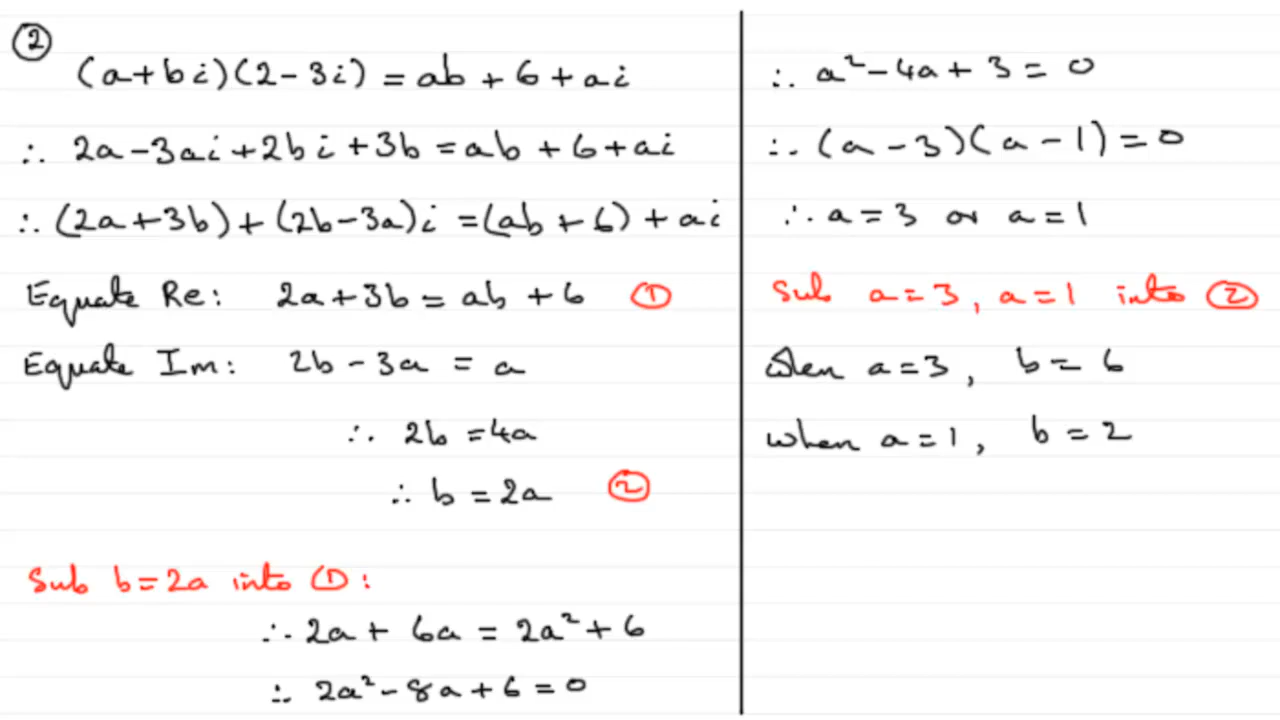 ②
(a+bi)(2-3i) = ab + 6 + ai
∴ 2a-3ai+2bi+3b = ab + 6 + ai
∴ (2a+3b)+(2b-3a)i = (ab + 6) + ai
Equate Re: 2a+3b = ab + 6 ①
Equate Im: 2b - 3a = a
∴ 2b = 4a
∴ b = 2a ②
Sub b=2a into ①:
∴ 2a + 6a = 2a² + 6
∴ 2a² - 8a + 6 = 0
∴ a² - 4a + 3 = 0
∴ (a - 3)(a - 1) = 0
∴ a = 3 or a = 1
Sub a=3, a=1 into ②
When a=3, b = 6
when a=1, b = 2